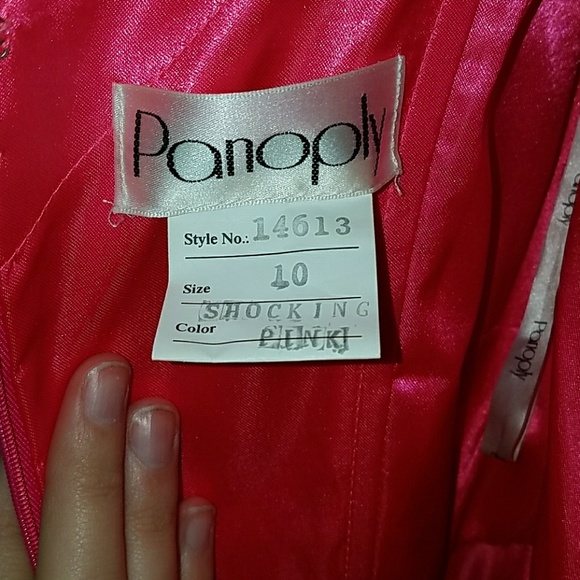 Panoply
Style No.: 14613
Size 10
Color SHOCKING
PINK
Panoply